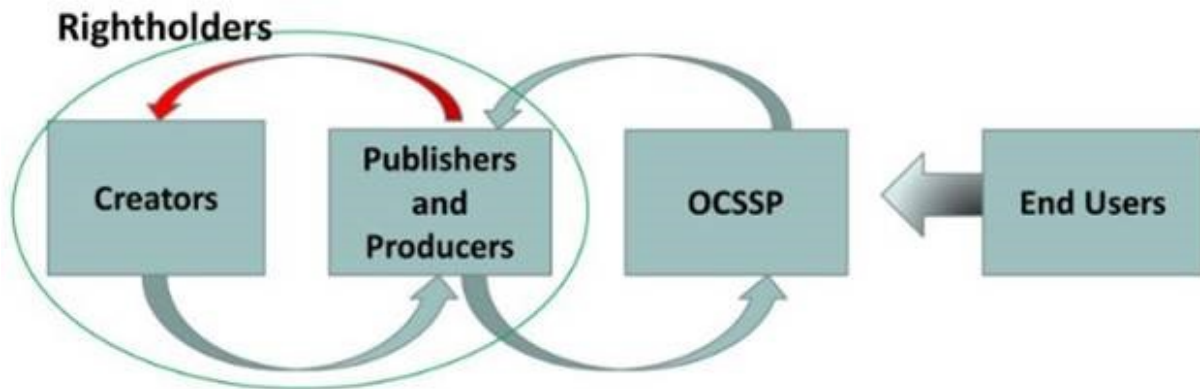 Rightholders
Creators
Publishers
and
Producers
OCSSP
End Users